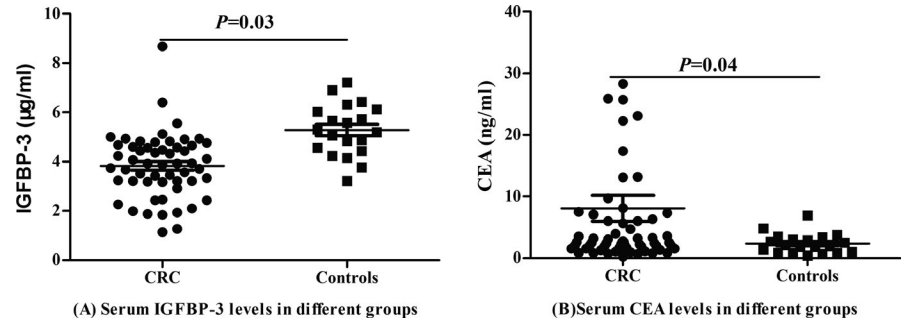 P=0.03
10
8
6
4
2
0
IGFBP-3 (µg/ml)
CRC
Controls
(A) Serum IGFBP-3 levels in different groups
P=0.04
40
30
20
10
0
CEA (ng/ml)
CRC
Controls
(B)Serum CEA levels in different groups